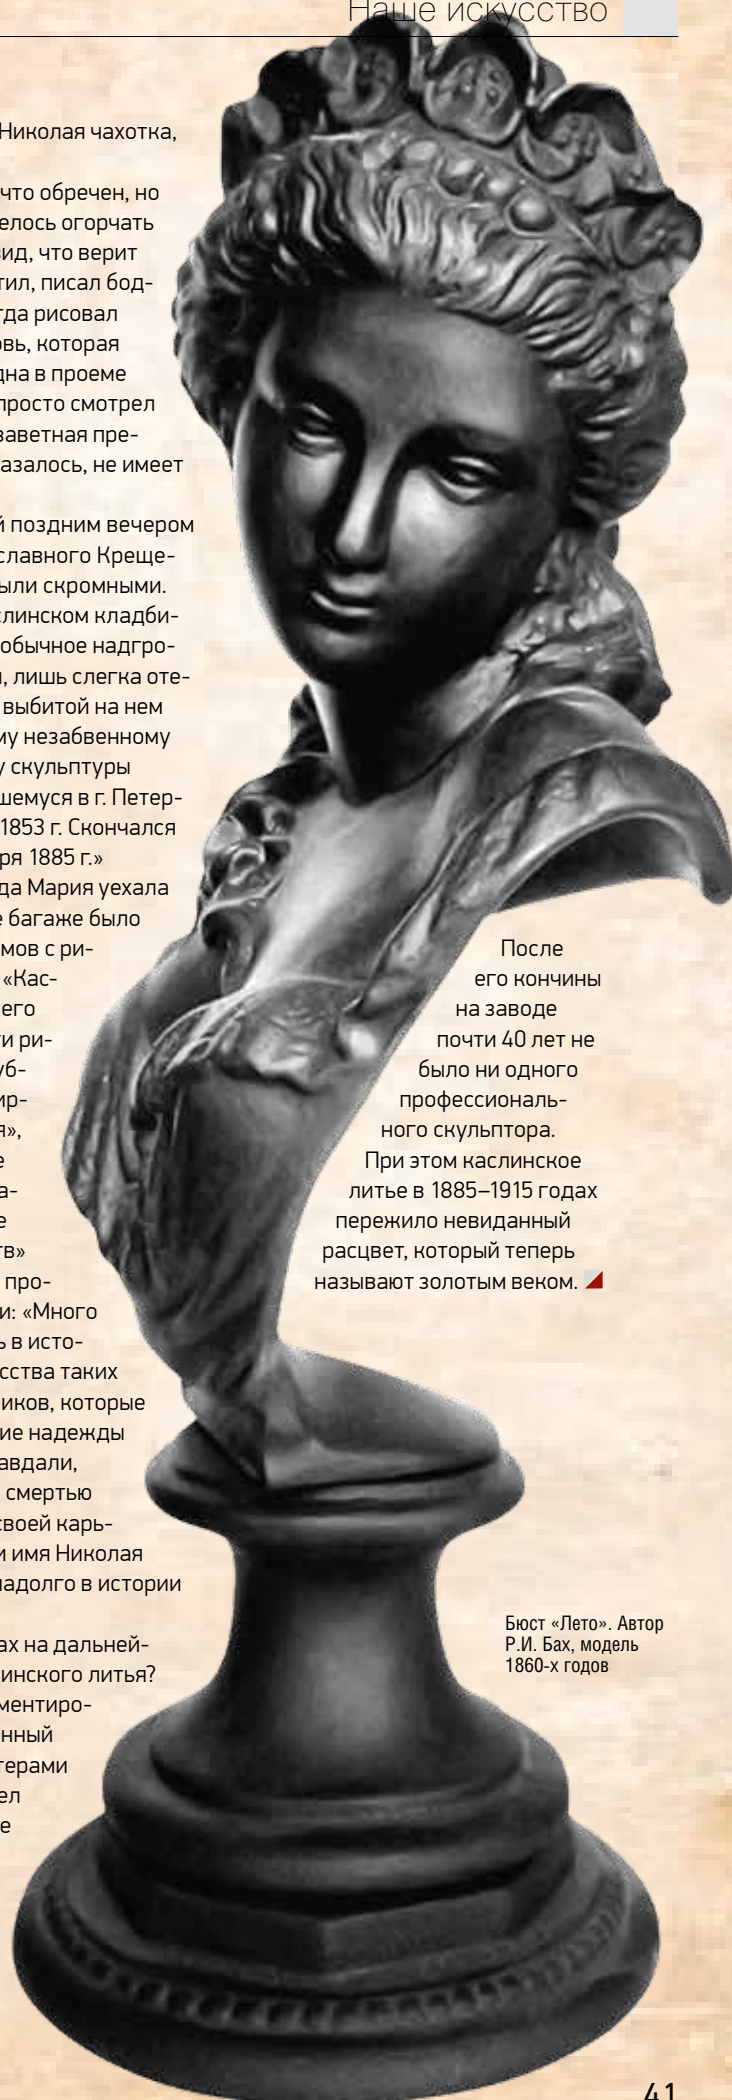 Наше искусство
Николая чахотка,
что обречен, но
елось огорчать
вид, что верит
тил, писал бод-
гда рисовал
овь, которая
дна в проеме
просто смотрел
заветная пре-
азалось, не имеет
й поздним вечером
славного Креще-
ыли скромными.
слинском кладби-
обычное надгро-
, лишь слегка оте-
выбитой на нем
му незабвенному
у скульптуры
шемуся в г. Петер-
1853 г. Скончался
ря 1885 г.»
да Мария уехала
е багаже было
мов с ри-
«Кас-
его
и ри-
уб-
ир-
я»,
е
а-
е
тв»
про-
и: «Много
ь в исто-
сства таких
иков, которые
ие надежды
авдали,
смертью
своей карь-
и имя Николая
надолго в истории
ах на дальней-
инского литья?
ментиро-
нный
терами
ел
е
После
его кончины
на заводе
почти 40 лет не
было ни одного
профессиональ-
ного скульптора.
При этом каслинское
литье в 1885–1915 годах
пережило невиданный
расцвет, который теперь
называют золотым веком.
Бюст «Лето». Автор
Р.И. Бах, модель
1860-х годов
41